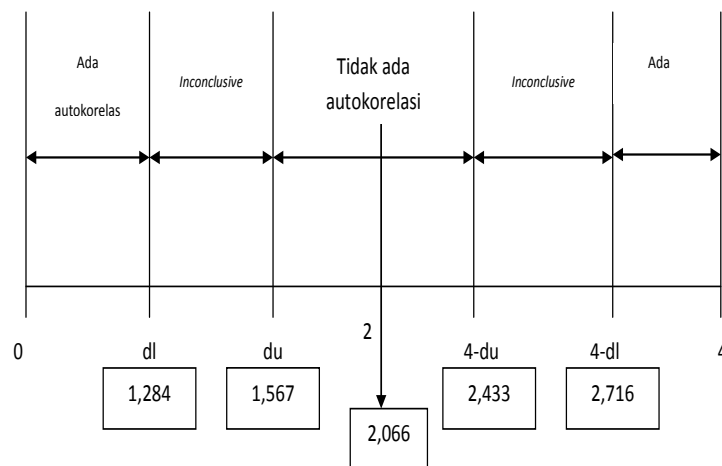 Ada
autokorelas
Inconclusive
Tidak ada
autokorelasi
Inconclusive
Ada
0
dl
du
2
4-du
4-dl
4
1,284
1,567
2,066
2,433
2,716